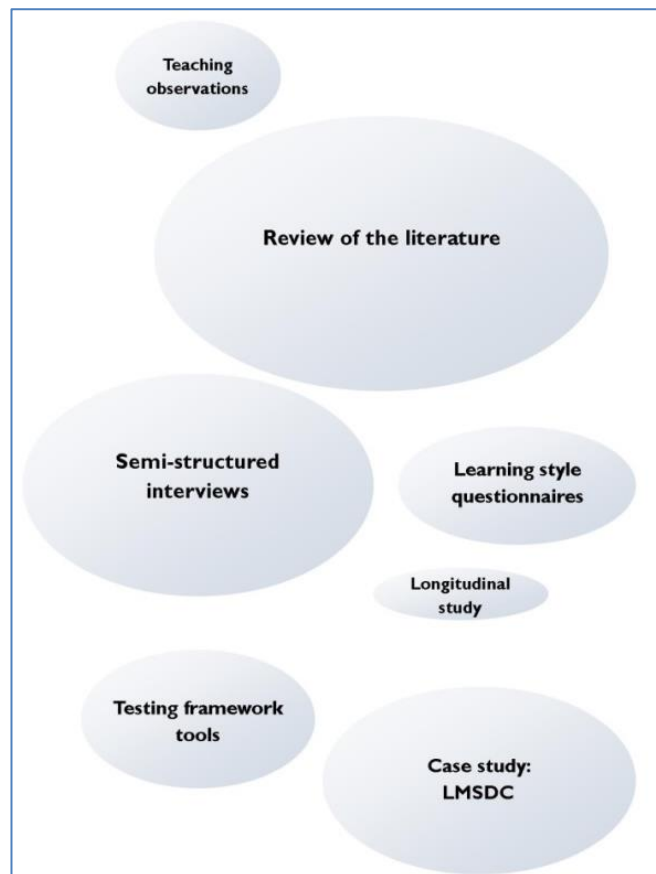 Teaching
observations
Review of the literature
Semi-structured
interviews
Learning style
questionnaires
Longitudinal
study
Testing framework
tools
Case study:
LMSDC